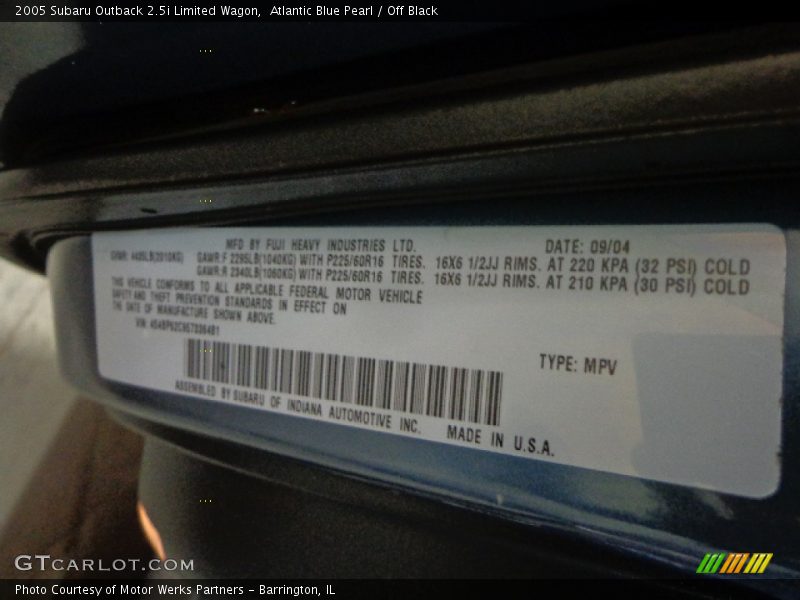 2005 Subaru Outback 2.5i Limited Wagon, Atlantic Blue Pearl / Off Black
MFD BY FUJI HEAVY INDUSTRIES LTD. DATE: 09/04
GVWR: 4435LB(2010KG) GAWR:F 2295LB(1040KG) WITH P225/60R16 TIRES. 16X6 1/2JJ RIMS. AT 220 KPA (32 PSI) COLD
GAWR:R 2340LB(1060KG) WITH P225/60R16 TIRES. 16X6 1/2JJ RIMS. AT 210 KPA (30 PSI) COLD
THIS VEHICLE CONFORMS TO ALL APPLICABLE FEDERAL MOTOR VEHICLE
SAFETY AND THEFT PREVENTION STANDARDS IN EFFECT ON
THE DATE OF MANUFACTURE SHOWN ABOVE.
VIN: TYPE: MPV
ASSEMBLED BY SUBARU OF INDIANA AUTOMOTIVE INC. MADE IN U.S.A.
GTCARLOT.COM
Photo Courtesy of Motor Werks Partners - Barrington, IL